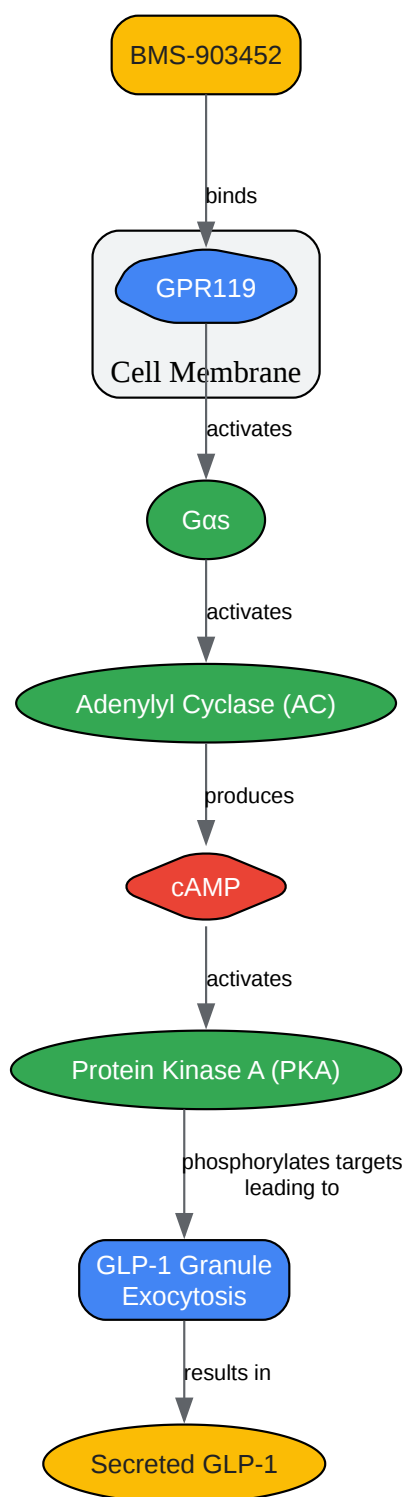 BMS-903452
binds
GPR119
Cell Membrane
activates
Gαs
activates
Adenylyl Cyclase (AC)
produces
cAMP
activates
Protein Kinase A (PKA)
phosphorylates targets
leading to
GLP-1 Granule
Exocytosis
results in
Secreted GLP-1